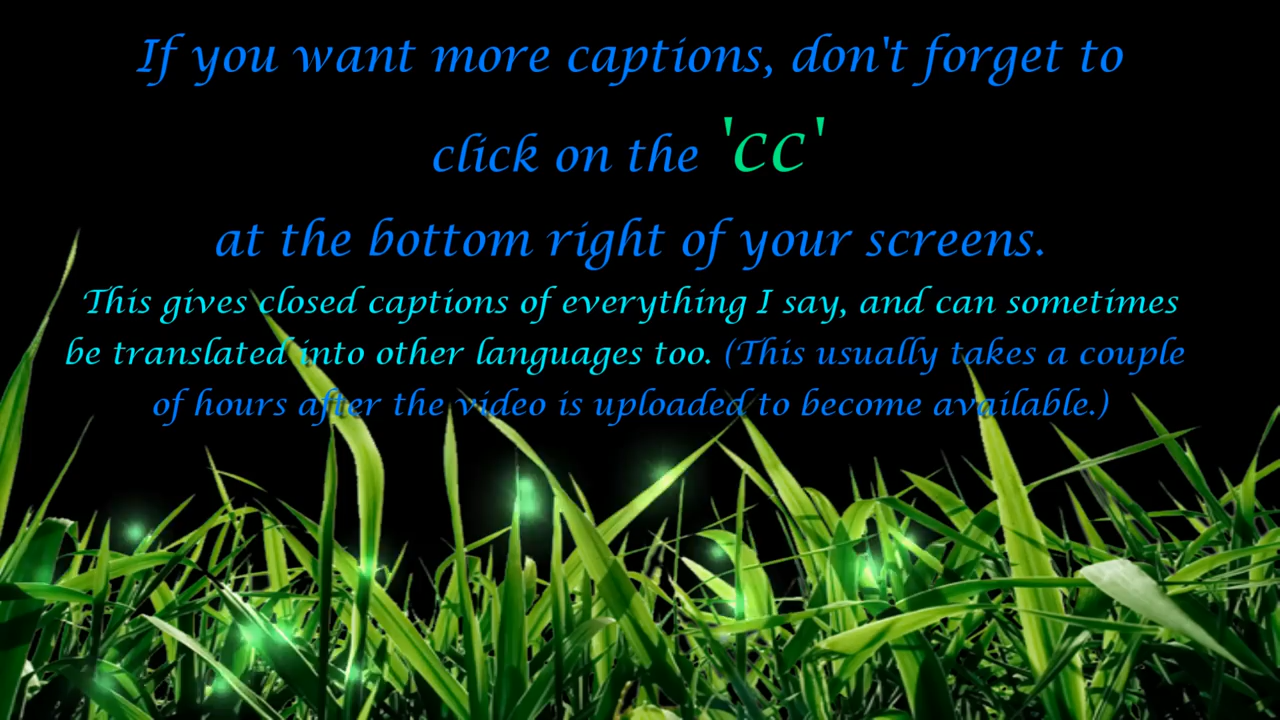 If you want more captions, don't forget to
click on the 'cc'
at the bottom right of your screens.
This gives closed captions of everything I say, and can sometimes
be translated into other languages too. (This usually takes a couple
of hours after the video is uploaded to become available.)